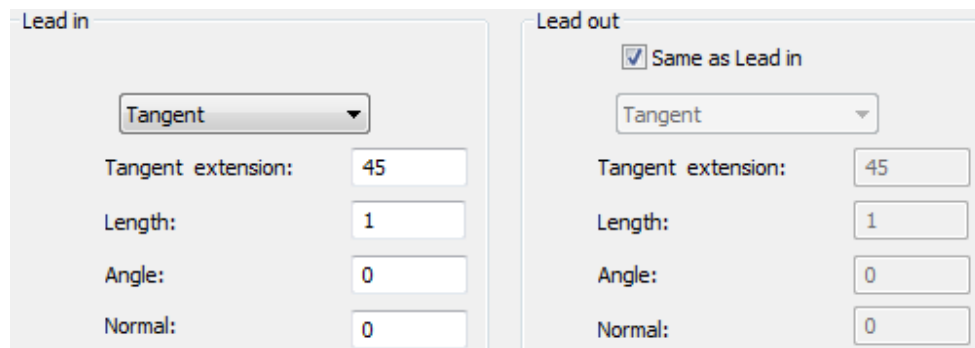 Lead in
Tangent
Tangent extension: 45
Length: 1
Angle: 0
Normal: 0
Lead out
Same as Lead in
Tangent
Tangent extension: 45
Length: 1
Angle: 0
Normal: 0